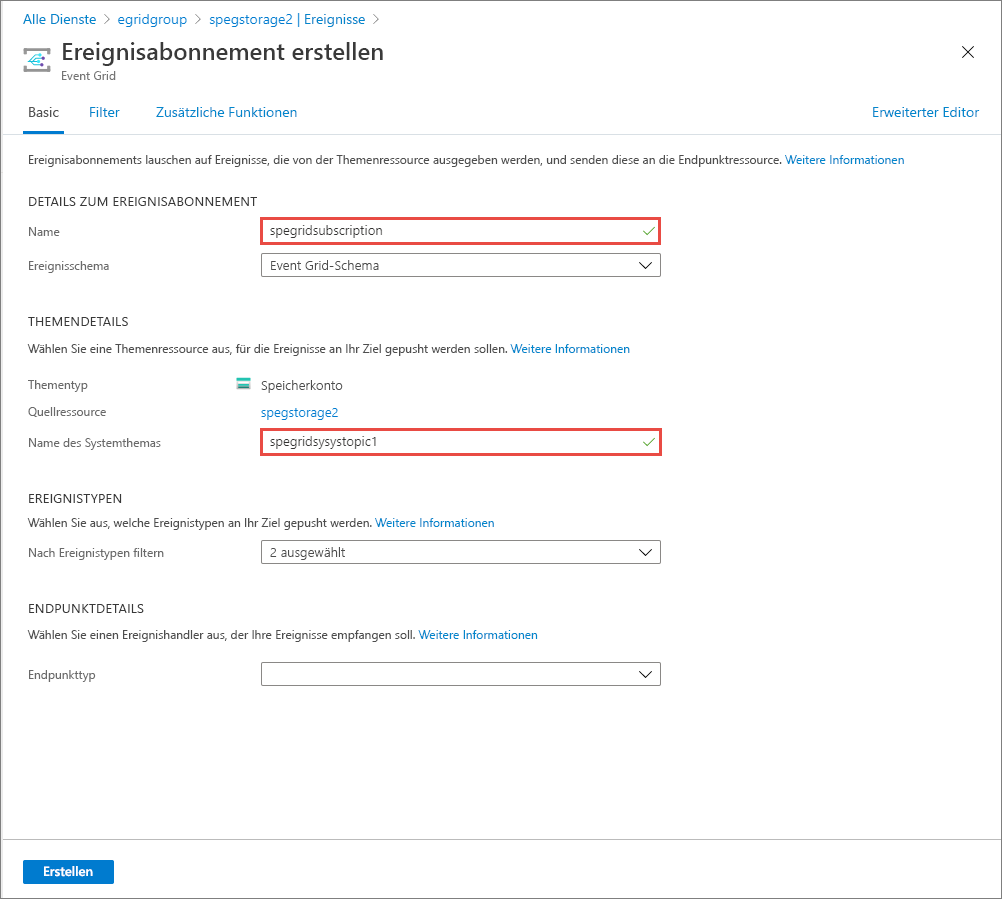 Alle Dienste > egridgroup > spegstorage2 | Ereignisse >
Ereignisabonnement erstellen
Event Grid
Basic Filter Zusätzliche Funktionen Erweiterter Editor
Ereignisabonnements lauschen auf Ereignisse, die von der Themenressource ausgegeben werden, und senden diese an die Endpunktressource. Weitere Informationen
DETAILS ZUM EREIGNISABONNEMENT
Name spegridsubscription
Ereignisschema Event Grid-Schema
THEMENDETAILS
Wählen Sie eine Themenressource aus, für die Ereignisse an Ihr Ziel gepusht werden sollen. Weitere Informationen
Thementyp Speicherkonto
Quellressource spegstorage2
Name des Systemthemas spegridsysystopic1
EREIGNISTYPEN
Wählen Sie aus, welche Ereignistypen an Ihr Ziel gepusht werden. Weitere Informationen
Nach Ereignistypen filtern 2 ausgewählt
ENDPUNKTDETAILS
Wählen Sie einen Ereignishandler aus, der Ihre Ereignisse empfangen soll. Weitere Informationen
Endpunkttyp
Erstellen